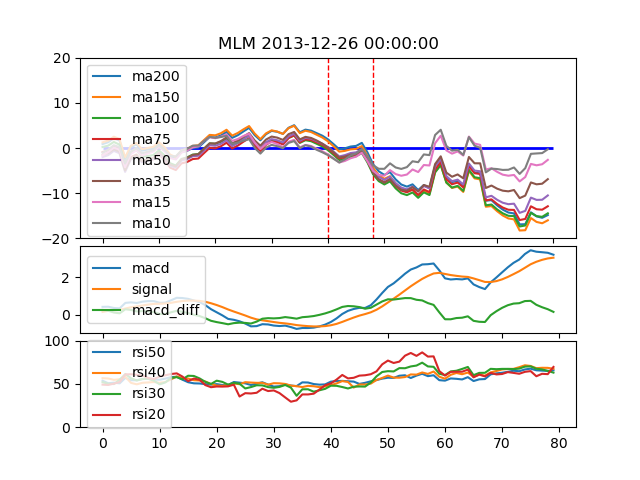 MLM 2013-12-26 00:00:00
20
10
0
−10
−20
ma200
ma150
ma100
ma75
ma50
ma35
ma15
ma10
2
0
macd
signal
macd_diff
100
50
0
rsi50
rsi40
rsi30
rsi20
0 10 20 30 40 50 60 70 80